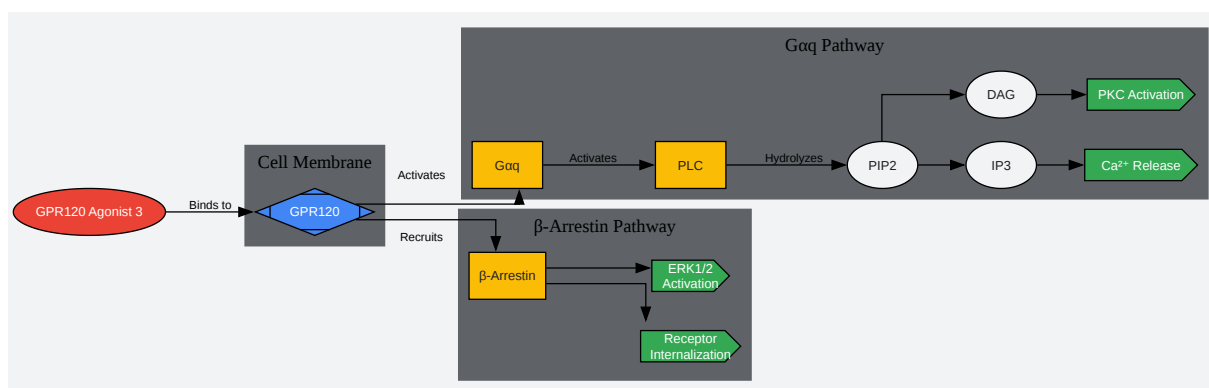 Gαq Pathway
DAG
PKC Activation
Cell Membrane
Activates
Gαq
Activates
PLC
Hydrolyzes
PIP2
IP3
Ca²⁺ Release
GPR120 Agonist 3
Binds to
GPR120
Recruits
β-Arrestin Pathway
β-Arrestin
ERK1/2
Activation
Receptor
Internalization